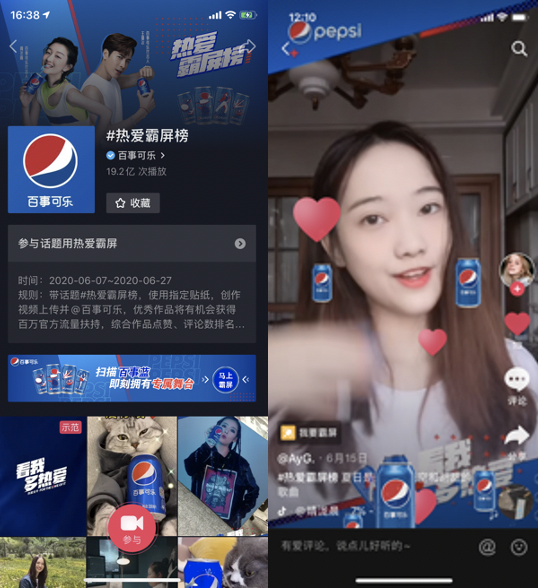 16:38
热爱
霸屏榜
#热爱霸屏榜
百事可乐
19.2亿 次播放
收藏
百事可乐
参与话题用热爱霸屏
时间：2020-06-07~2020-06-27
规则：带话题#热爱霸屏榜，使用指定贴纸，创作
视频上传并@百事可乐，优秀作品将有机会获得
百万官方流量扶持，综合作品点赞、评论数排名...
百事可乐
扫描 百事蓝
即刻拥有 专属舞台
马上
霸屏
示范
看我
多热爱
参与
12:10
pepsi
评论
我要霸屏
分享
@AyG. · 6月15日
#热爱霸屏榜 夏日是
歌曲
有爱评论，说点儿好听的~